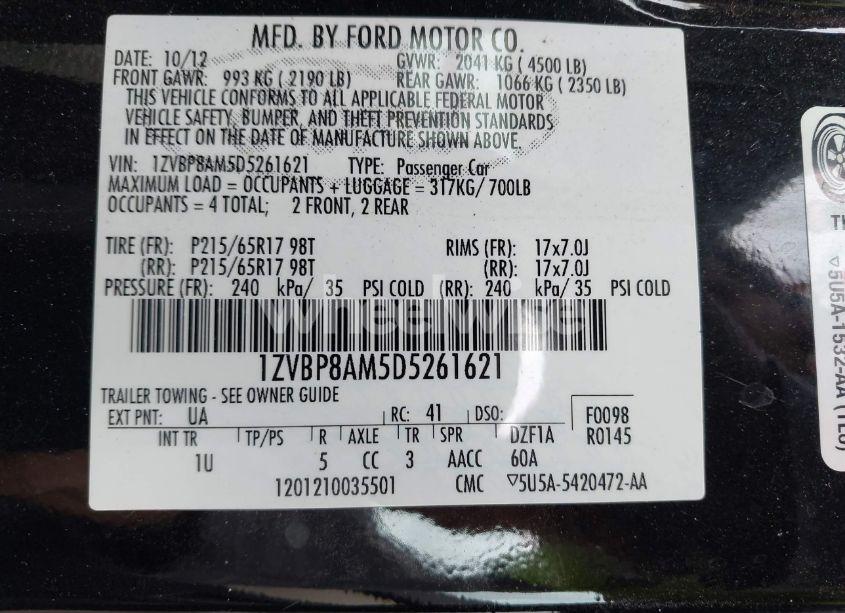 MFD. BY FORD MOTOR CO.
DATE: 10/12 GVWR: 2041 KG ( 4500 LB)
FRONT GAWR: 993 KG ( 2190 LB) REAR GAWR: 1066 KG ( 2350 LB)
THIS VEHICLE CONFORMS TO ALL APPLICABLE FEDERAL MOTOR
VEHICLE SAFETY, BUMPER, AND THEFT PREVENTION STANDARDS
IN EFFECT ON THE DATE OF MANUFACTURE SHOWN ABOVE.
VIN: 1ZVBP8AM5D5261621 TYPE: Passenger Car
MAXIMUM LOAD = OCCUPANTS + LUGGAGE = 317KG/ 700LB
OCCUPANTS = 4 TOTAL; 2 FRONT, 2 REAR
TIRE (FR): P215/65R17 98T RIMS (FR): 17x7.0J
(RR): P215/65R17 98T (RR): 17x7.0J
PRESSURE (FR): 240 kPa/ 35 PSI COLD (RR): 240 kPa/ 35 PSI COLD
WheelWise
1ZVBP8AM5D5261621
TRAILER TOWING - SEE OWNER GUIDE
EXT PNT: UA RC: 41 DSO: F0098
INT TR TP/PS R AXLE TR SPR DZF1A R0145
1U 5 CC 3 AACC 60A
1201210035501 CMC ▽5U5A-5420472-AA
▽5U5A-1532-AA